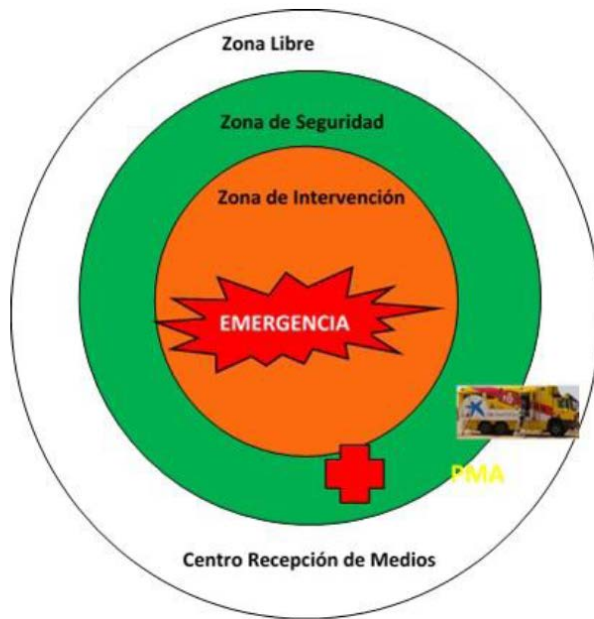 Zona Libre
Zona de Seguridad
Zona de Intervención
EMERGENCIA
PMA
Centro Recepción de Medios